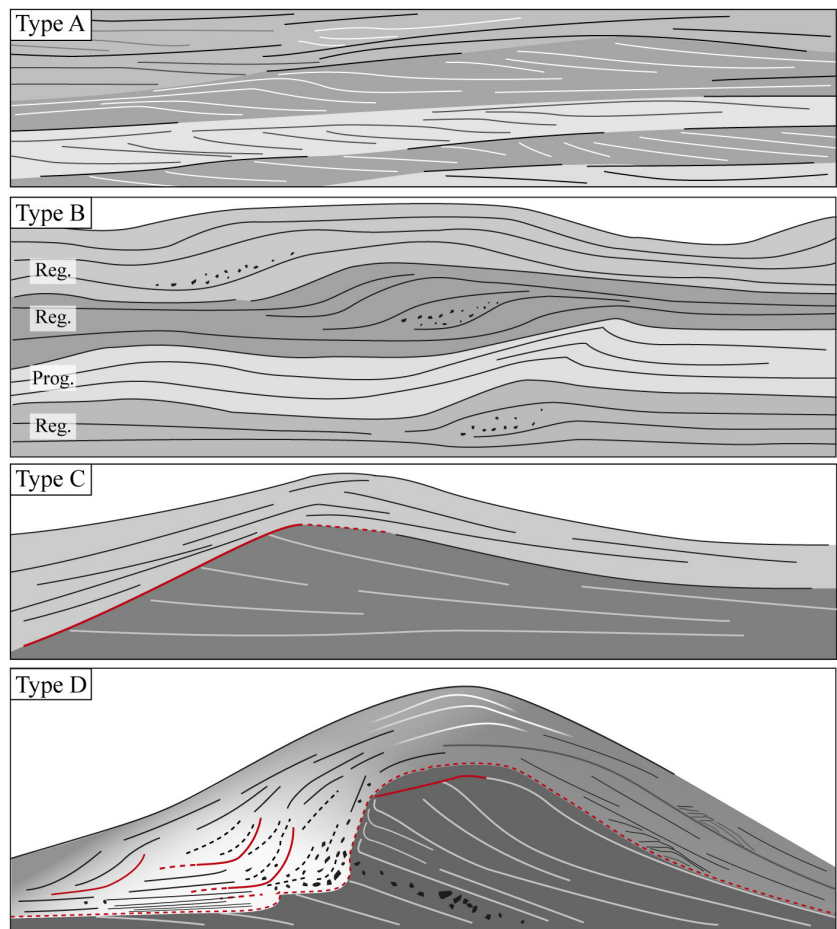 Type A
Type B
Reg.
Reg.
Prog.
Reg.
Type C
Type D